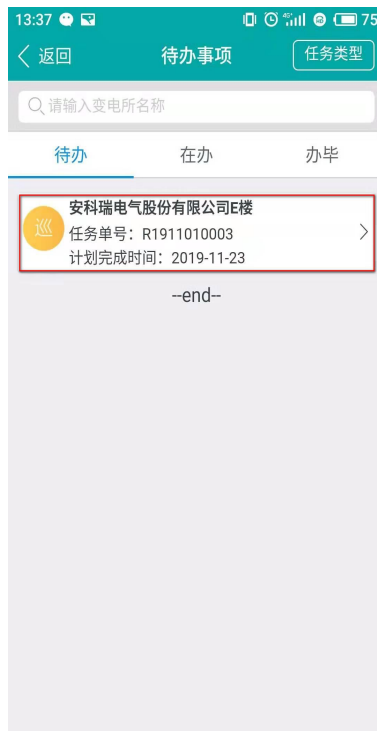 13:37 75
返回 待办事项 任务类型
请输入变电所名称
待办 在办 办毕
巡 安科瑞电气股份有限公司E楼
任务单号：R1911010003
计划完成时间：2019-11-23
--end--